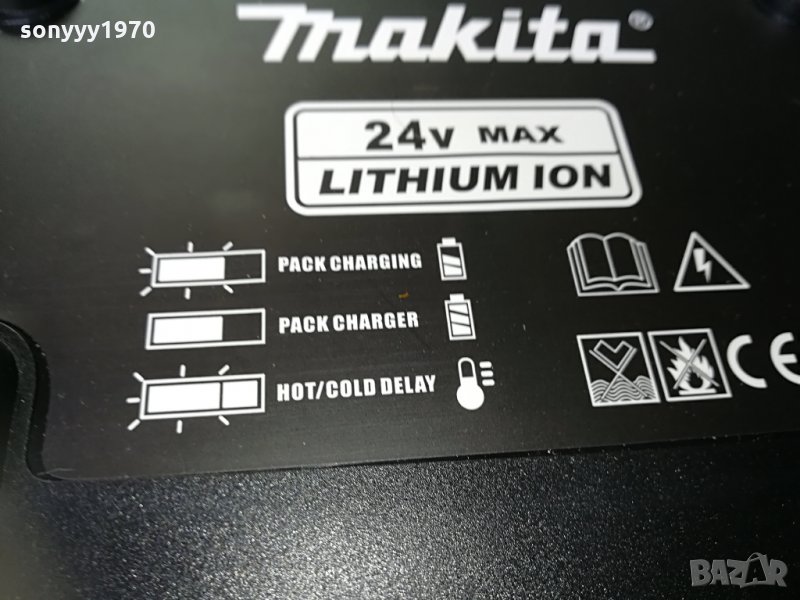 sonyyy1970
makita®
24V MAX
LITHIUM ION
PACK CHARGING
PACK CHARGER
HOT/COLD DELAY
CE
BAZAR